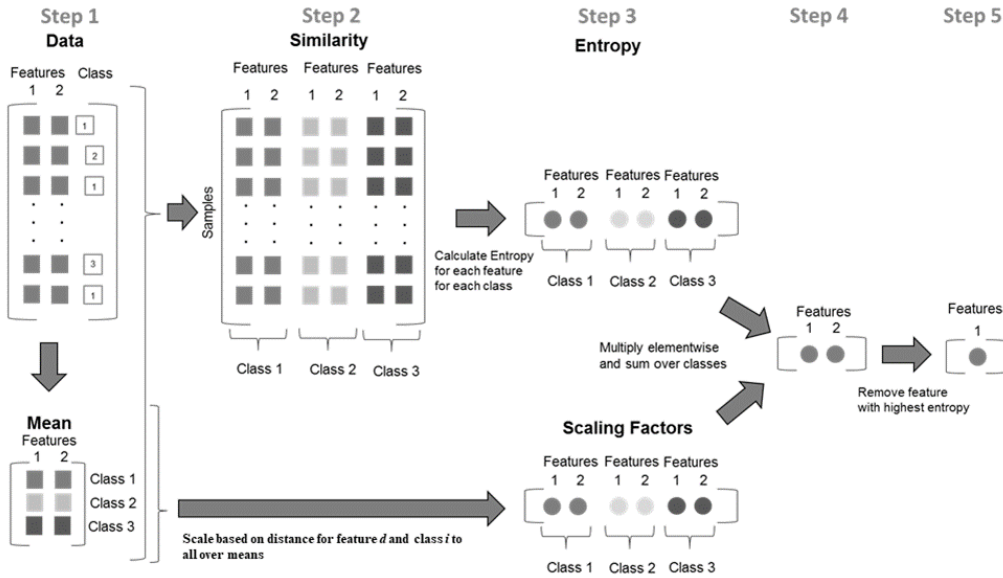 Step 1
Step 2
Step 3
Step 4
Step 5
Data
Similarity
Entropy
Features Class
1 2
1
2
1
3
1
Features Features Features
1 2 1 2 1 2
Samples
Class 1 Class 2 Class 3
Calculate Entropy
for each feature
for each class
Features Features Features
1 2 1 2 1 2
Class 1 Class 2 Class 3
Multiply elementwise
and sum over classes
Features
1 2
Remove feature
with highest entropy
Features
1
Mean
Features
1 2
Class 1
Class 2
Class 3
Scale based on distance for feature d and class i to
all over means
Scaling Factors
Features Features Features
1 2 1 2 1 2
Class 1 Class 2 Class 3